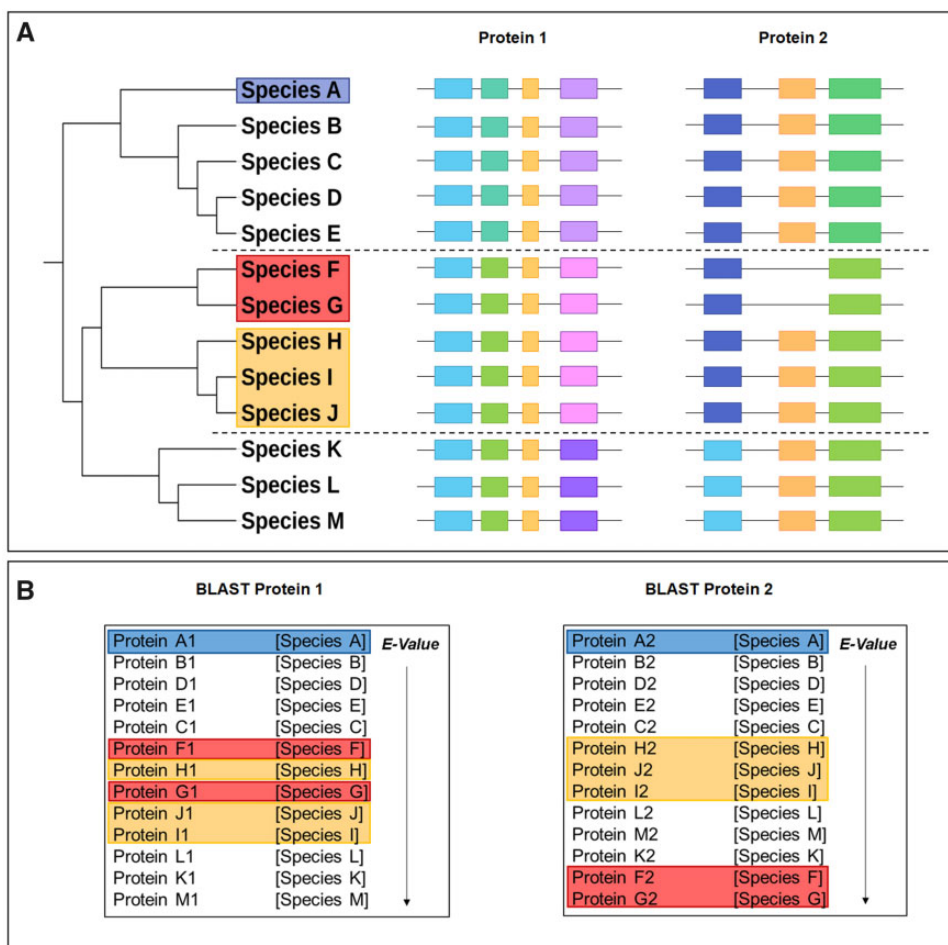 A
Protein 1 Protein 2
Species A
Species B
Species C
Species D
Species E
Species F
Species G
Species H
Species I
Species J
Species K
Species L
Species M
B
BLAST Protein 1
Protein A1 [Species A] E-Value
Protein B1 [Species B]
Protein D1 [Species D]
Protein E1 [Species E]
Protein C1 [Species C]
Protein F1 [Species F]
Protein H1 [Species H]
Protein G1 [Species G]
Protein J1 [Species J]
Protein I1 [Species I]
Protein L1 [Species L]
Protein K1 [Species K]
Protein M1 [Species M]
BLAST Protein 2
Protein A2 [Species A] E-Value
Protein B2 [Species B]
Protein D2 [Species D]
Protein E2 [Species E]
Protein C2 [Species C]
Protein H2 [Species H]
Protein J2 [Species J]
Protein I2 [Species I]
Protein L2 [Species L]
Protein M2 [Species M]
Protein K2 [Species K]
Protein F2 [Species F]
Protein G2 [Species G]